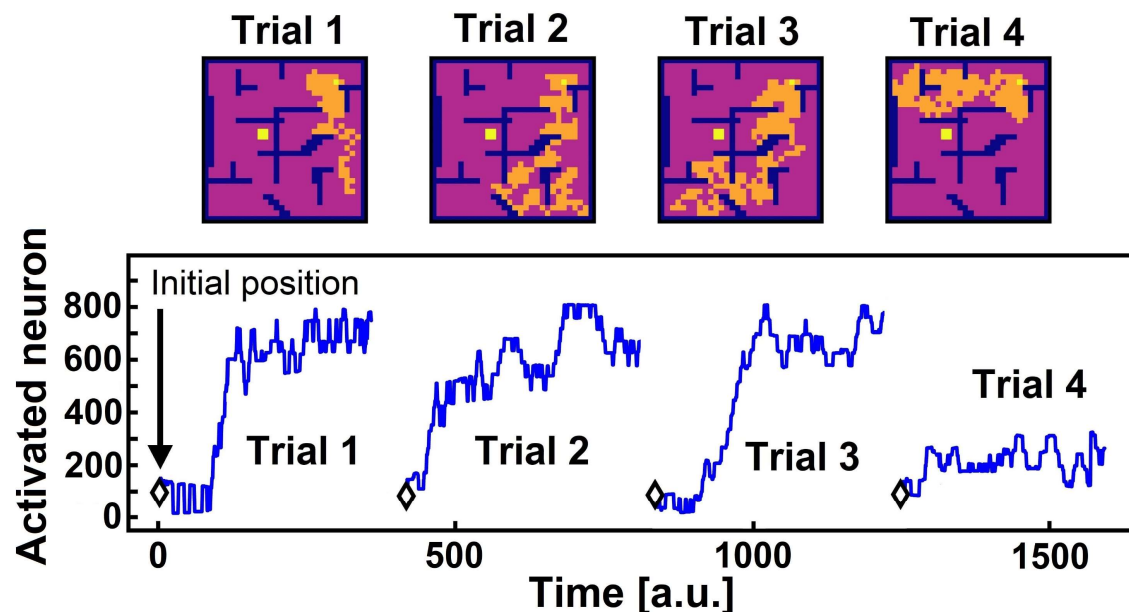 Trial 1
Trial 2
Trial 3
Trial 4
Activated neuron
Initial position
800
600
400
200
0
Trial 1
Trial 2
Trial 3
Trial 4
0
500
1000
1500
Time [a.u.]